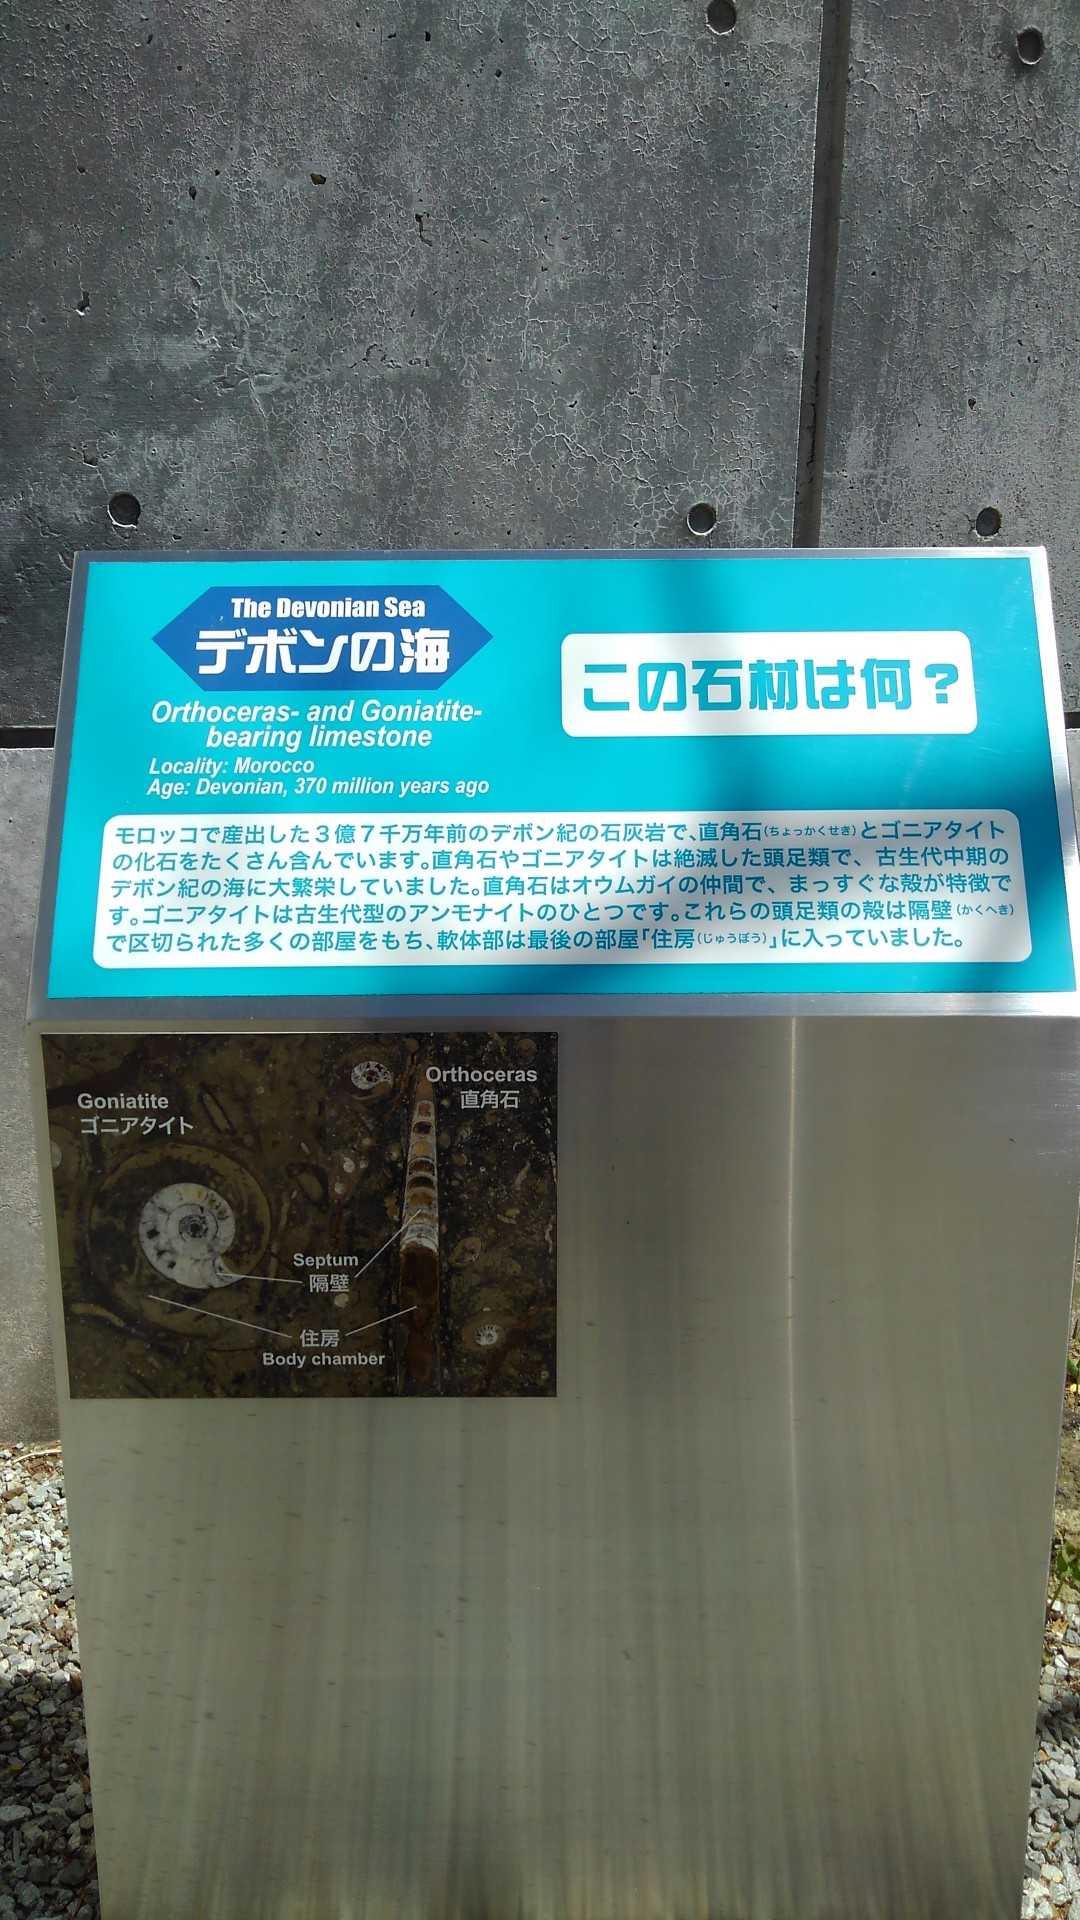 The Devonian Sea
デボンの海
Orthoceras- and Goniatite-
bearing limestone
Locality: Morocco
Age: Devonian, 370 million years ago
この石材は何？
モロッコで産出した３億７千万年前のデボン紀の石灰岩で、直角石(ちょっかくせき)とゴニアタイト
の化石をたくさん含んでいます。直角石やゴニアタイトは絶滅した頭足類で、古生代中期の
デボン紀の海に大繁栄していました。直角石はオウムガイの仲間で、まっすぐな殻が特徴で
す。ゴニアタイトは古生代型のアンモナイトのひとつです。これらの頭足類の殻は隔壁(かくへき)
で区切られた多くの部屋をもち、軟体部は最後の部屋「住房(じゅうぼう)」に入っていました。
Goniatite
ゴニアタイト
Orthoceras
直角石
Septum
隔壁
住房
Body chamber